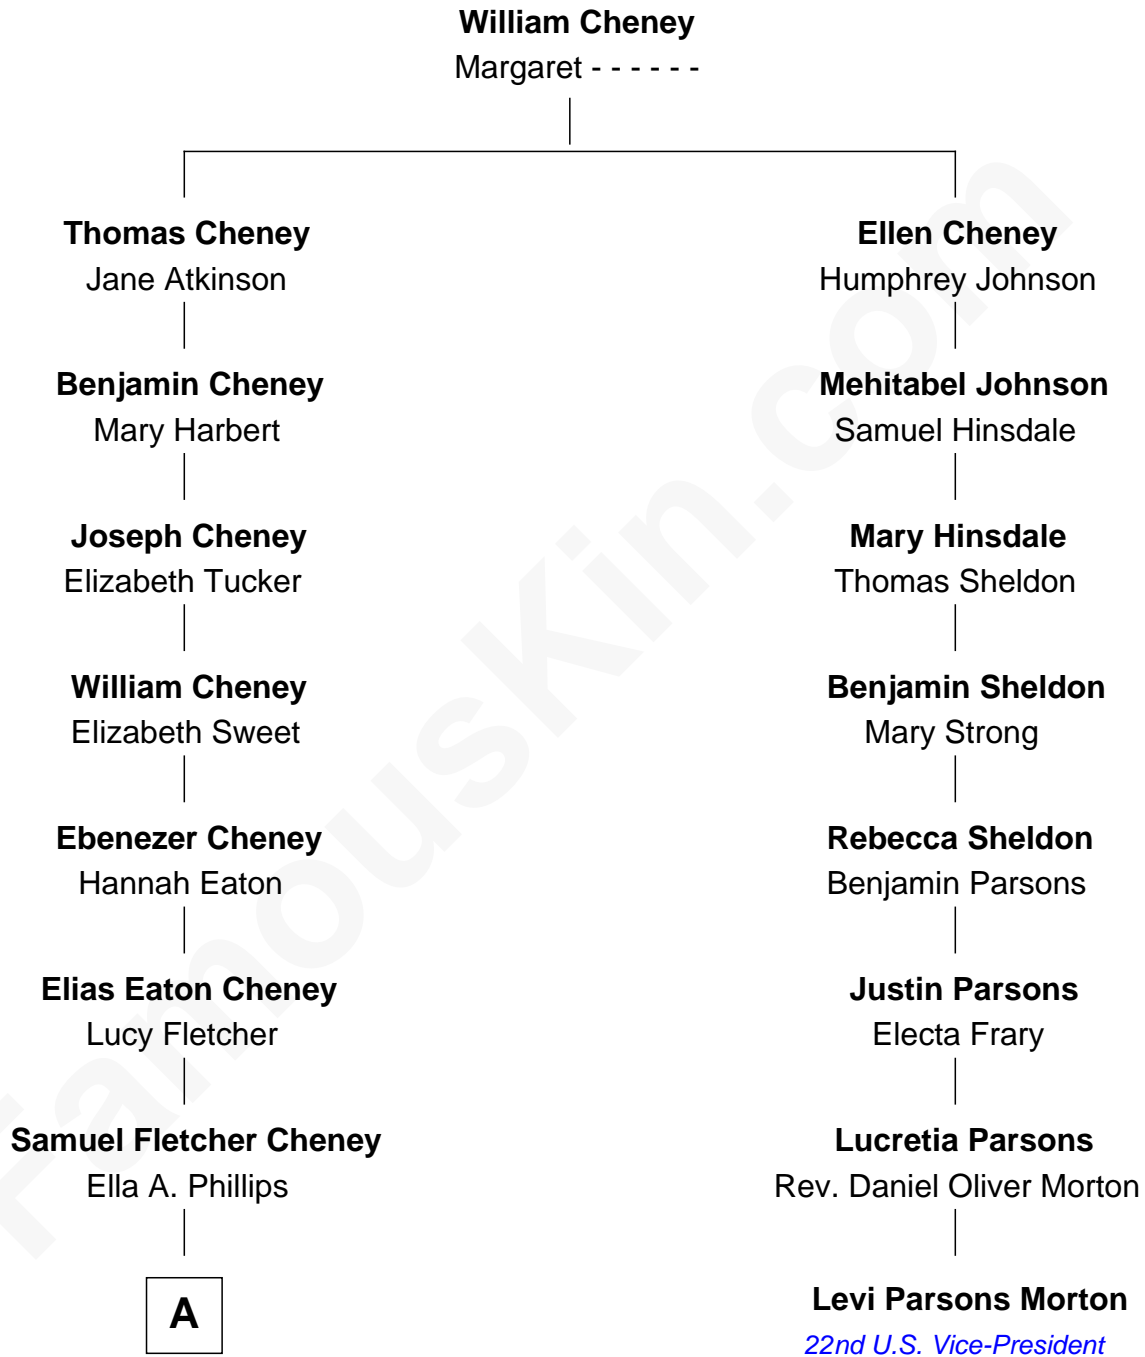 William Cheney
Margaret - - - - - -
Thomas Cheney
Jane Atkinson
Ellen Cheney
Humphrey Johnson
Benjamin Cheney
Mary Harbert
Mehitabel Johnson
Samuel Hinsdale
Joseph Cheney
Elizabeth Tucker
Mary Hinsdale
Thomas Sheldon
William Cheney
Elizabeth Sweet
Benjamin Sheldon
Mary Strong
Ebenezer Cheney
Hannah Eaton
Rebecca Sheldon
Benjamin Parsons
Elias Eaton Cheney
Lucy Fletcher
Justin Parsons
Electa Frary
Samuel Fletcher Cheney
Ella A. Phillips
Lucretia Parsons
Rev. Daniel Oliver Morton
A
Levi Parsons Morton
22nd U.S. Vice-President
FamousKin.com